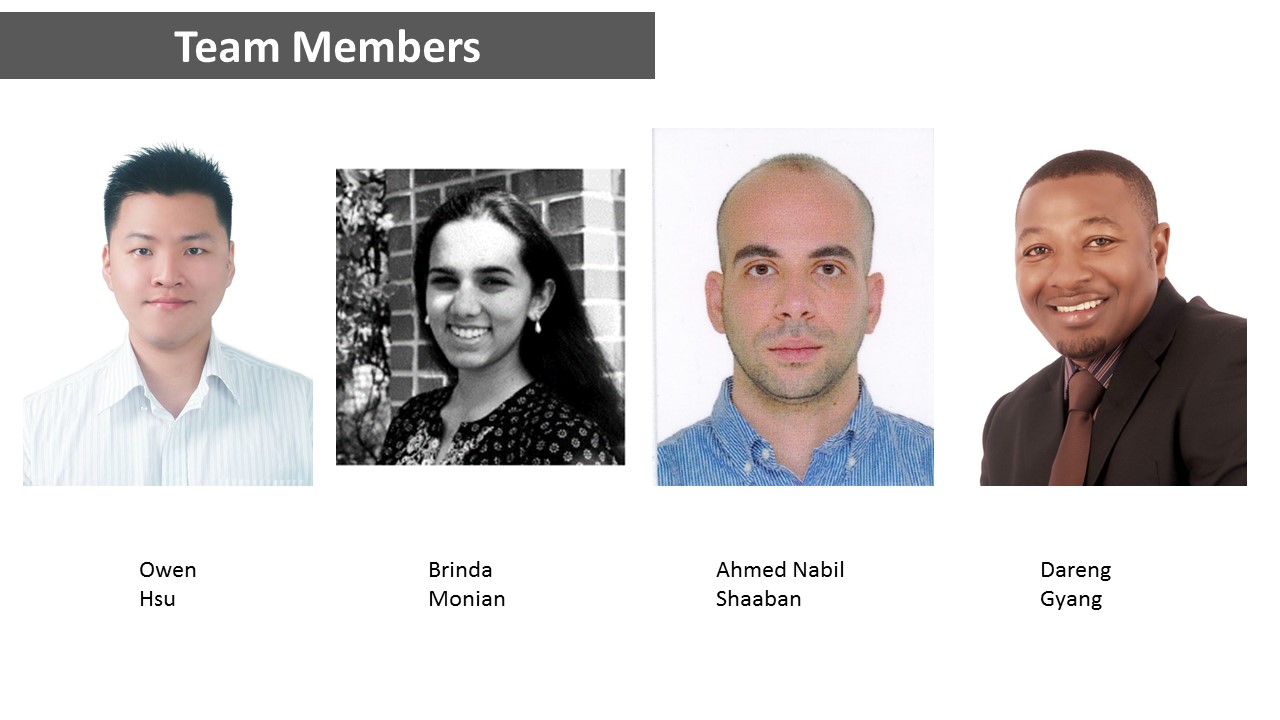 Team Members
Owen
Hsu
Brinda
Monian
Ahmed Nabil
Shaaban
Dareng
Gyang